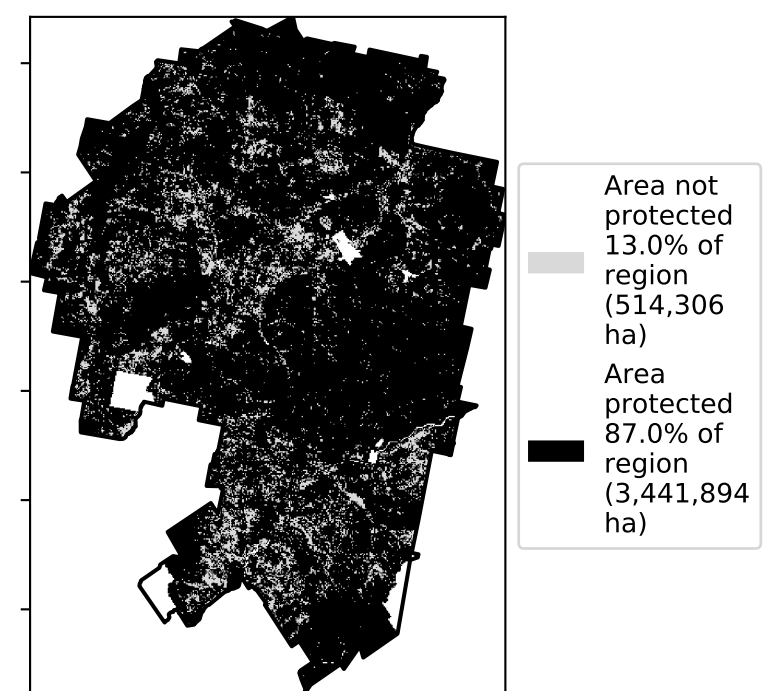 Area not
protected
13.0% of
region
(514,306
ha)
Area
protected
87.0% of
region
(3,441,894
ha)